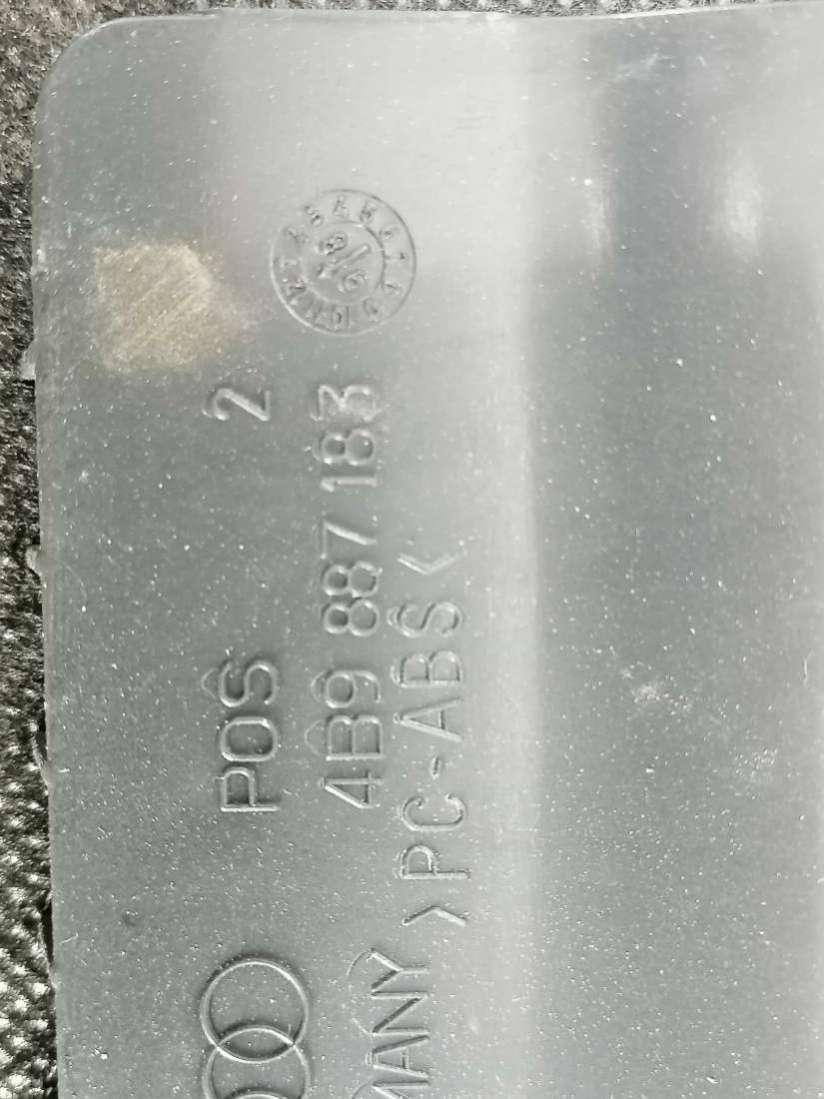 POS 2
4B9 887 183
>PC-ABS<
MANY